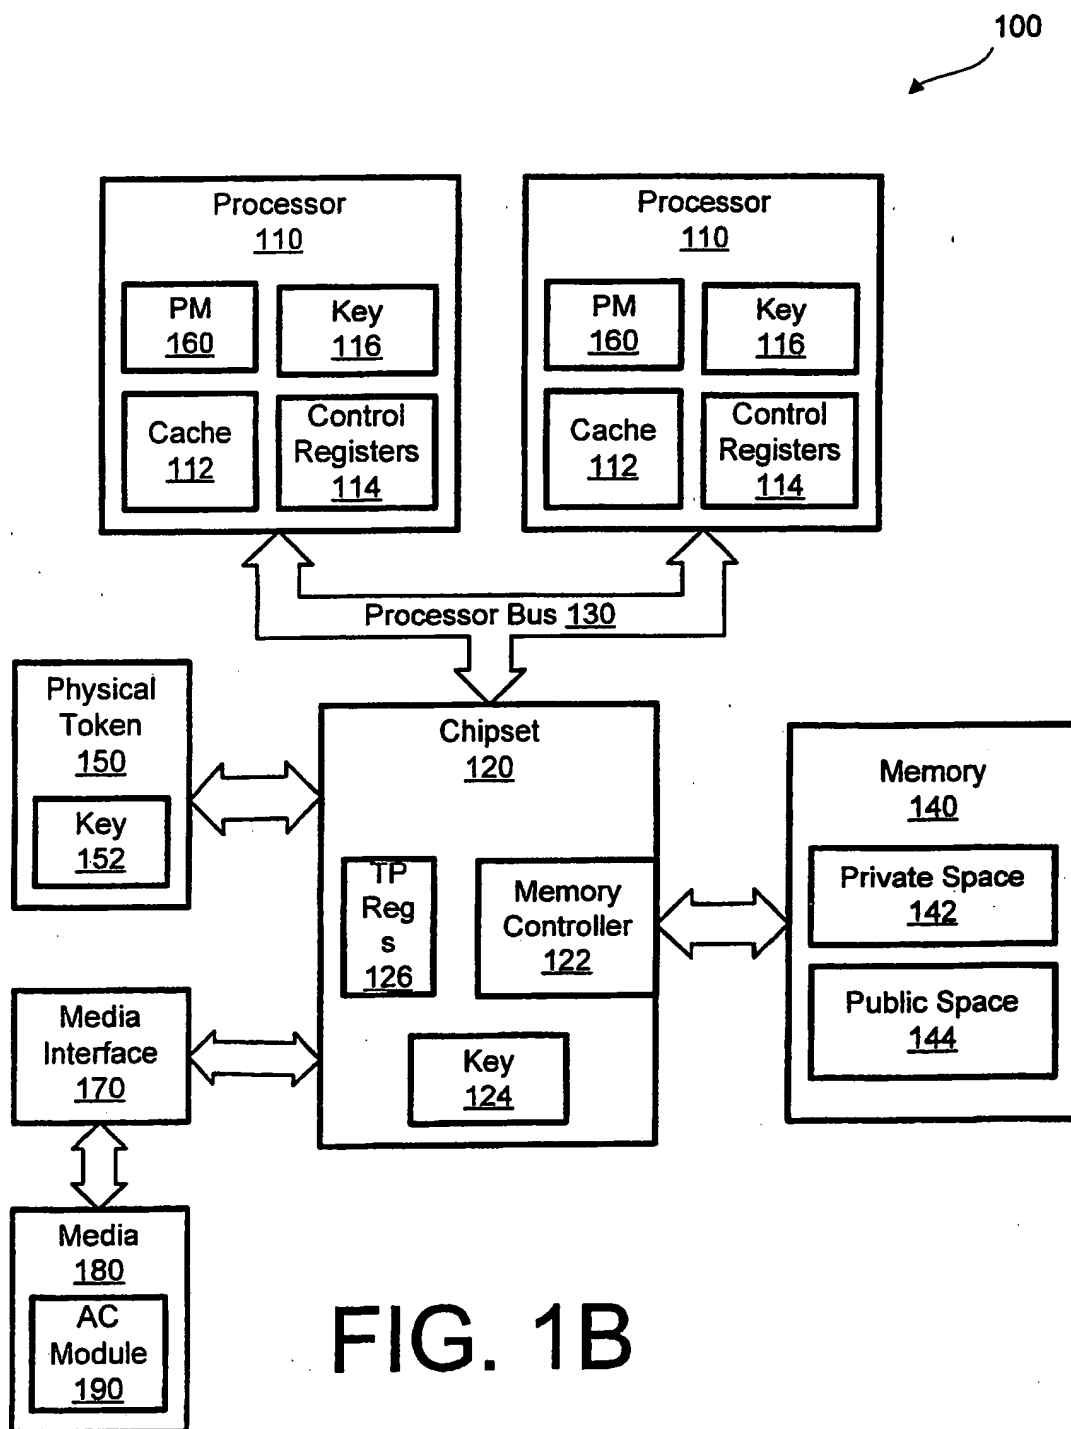 100
Processor
110
PM
160
Key
116
Cache
112
Control
Registers
114
Processor
110
PM
160
Key
116
Cache
112
Control
Registers
114
Processor Bus 130
Physical
Token
150
Key
152
Chipset
120
TP
Reg
s
126
Memory
Controller
122
Key
124
Memory
140
Private Space
142
Public Space
144
Media
Interface
170
Media
180
AC
Module
190
FIG. 1B